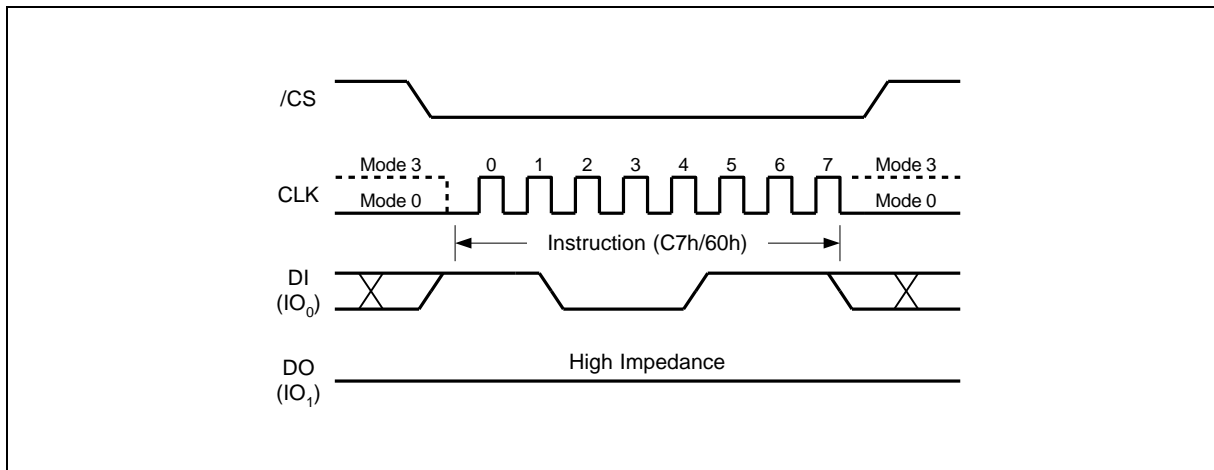 /CS
Mode 3 0 1 2 3 4 5 6 7 Mode 3
CLK
Mode 0 Mode 0
Instruction (C7h/60h)
DI
(IO0)
High Impedance
DO
(IO1)